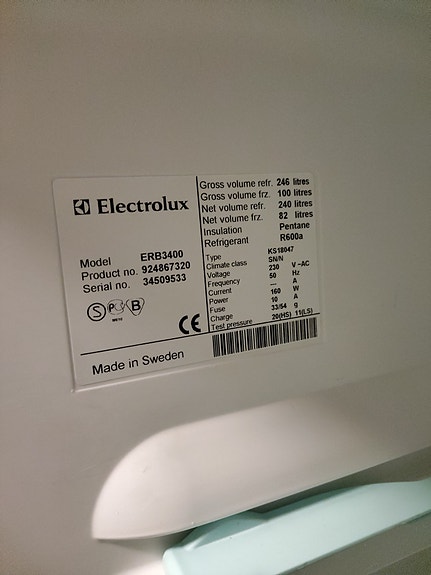 Electrolux
Model ERB3400
Product no. 924867320
Serial no. 34509533
S B
CE
Made in Sweden
Gross volume refr. 246 litres
Gross volume frz. 100 litres
Net volume refr. 240 litres
Net volume frz. 82 litres
Insulation Pentane
Refrigerant R600a
Type KS18047
Climate class SN/N
Voltage 230 V ~AC
Frequency 50 Hz
Current --- A
Power 160 W
Fuse 10 A
Charge 33/54 g
Test pressure 20(HS) 11(LS)